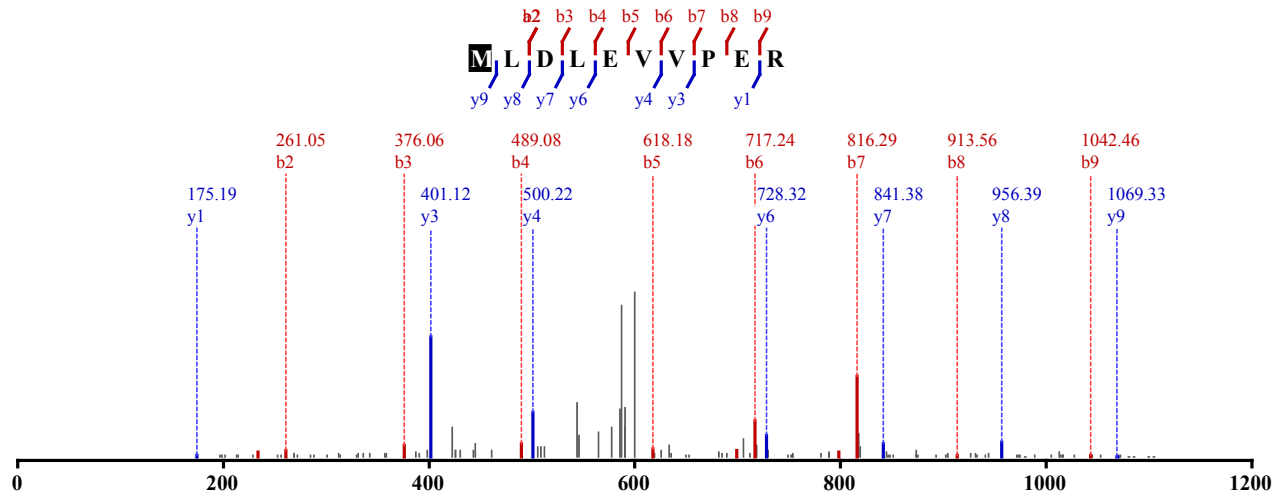 a2 b2 b3 b4 b5 b6 b7 b8 b9
M L D L E V V P E R
y9 y8 y7 y6 y4 y3 y1
261.05 376.06 489.08 618.18 717.24 816.29 913.56 1042.46
b2 b3 b4 b5 b6 b7 b8 b9
175.19 401.12 500.22 728.32 841.38 956.39 1069.33
y1 y3 y4 y6 y7 y8 y9
0 200 400 600 800 1000 1200